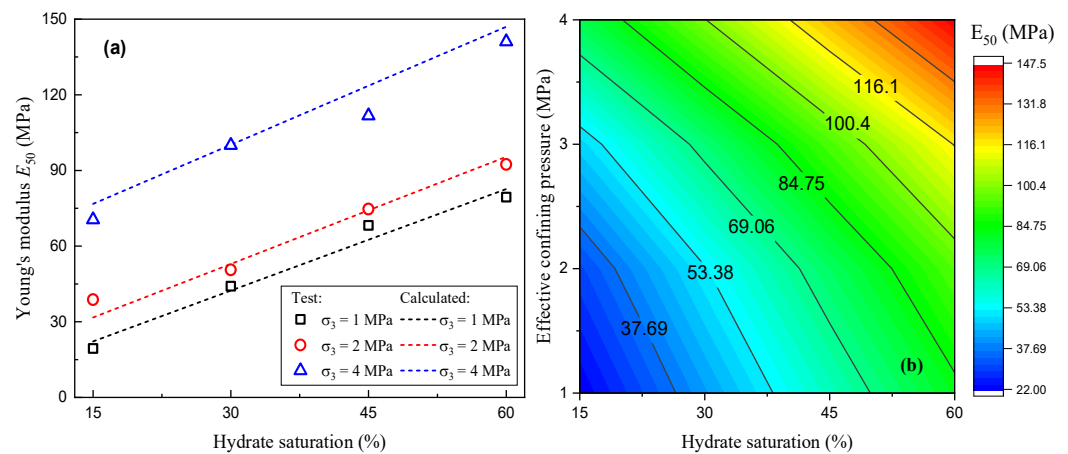 (a)
Young's modulus E50 (MPa)
150
120
90
60
30
0
15 30 45 60
Hydrate saturation (%)
Test: Calculated:
σ3 = 1 MPa σ3 = 1 MPa
σ3 = 2 MPa σ3 = 2 MPa
σ3 = 4 MPa σ3 = 4 MPa
Effective confining pressure (MPa)
4
3
2
1
15 30 45 60
Hydrate saturation (%)
116.1
100.4
84.75
69.06
53.38
37.69
(b)
E50 (MPa)
147.5
131.8
116.1
100.4
84.75
69.06
53.38
37.69
22.00